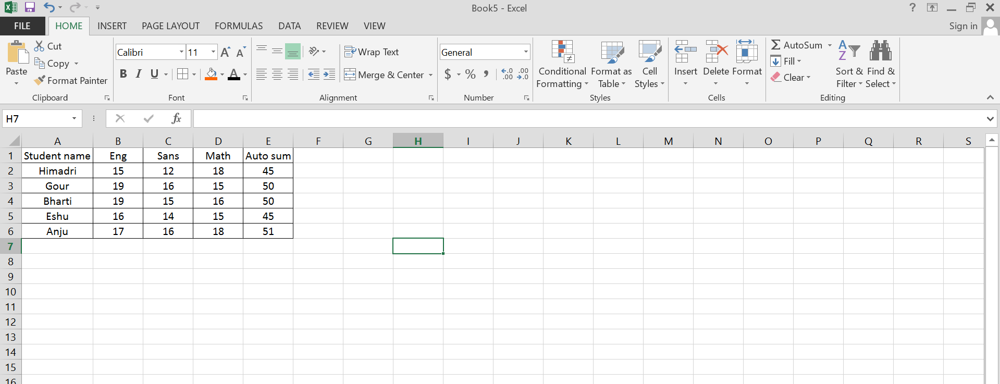 Book5 - Excel
?
FILE HOME INSERT PAGE LAYOUT FORMULAS DATA REVIEW VIEW Sign in
Paste
Cut
Copy
Format Painter
Clipboard
Calibri 11
B I U
Font
Wrap Text
Merge & Center
Alignment
General
$ % ,
Number
Conditional Formatting
Format as Table
Cell Styles
Styles
Insert Delete Format
Cells
AutoSum
Fill
Clear
Sort & Filter
Find & Select
Editing
H7 fx
A B C D E F G H I J K L M N O P Q R S
1 Student name Eng Sans Math Auto sum
2 Himadri 15 12 18 45
3 Gour 19 16 15 50
4 Bharti 19 15 16 50
5 Eshu 16 14 15 45
6 Anju 17 16 18 51
7
8
9
10
11
12
13
14
15
16